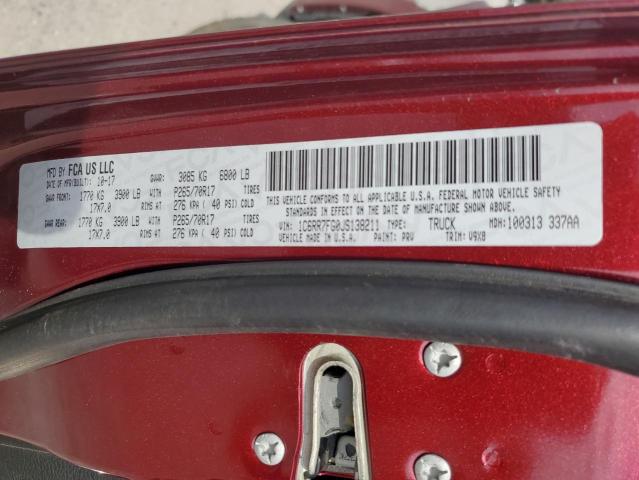 MFD BY FCA US LLC
DATE OF MFR(BUILT): 10-17 GVWR: 3085 KG 6800 LB
GAWR FRONT: 1770 KG 3900 LB WITH P265/70R17 TIRES
17X7.0 276 KPA ( 40 PSI) COLD
GAWR REAR: 1770 KG 3900 LB WITH P265/70R17 TIRES
17X7.0 276 KPA ( 40 PSI) COLD
THIS VEHICLE CONFORMS TO ALL APPLICABLE U.S.A. FEDERAL MOTOR VEHICLE SAFETY
STANDARDS IN EFFECT ON THE DATE OF MANUFACTURE SHOWN ABOVE.
VIN: 1C6RR7FG0JS138211 TYPE: TRUCK MDH:100313 337AA
VEHICLE MADE IN U.S.A. PAINT: PRV TRIM: V9X8